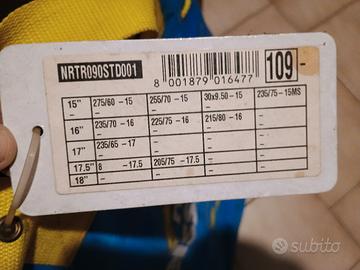 NRTR090STD001
8 001879 016477
109-
15" 275/60 -15 255/70 -15 30x9.50-15 235/75-15MS
- - - -
16" 235/70 -16 225/75 -16 215/80 -16
- - - -
17" 235/65 -17
- - - -
17.5" 8 -17.5 205/75 -17.5
18" - - - -
subito